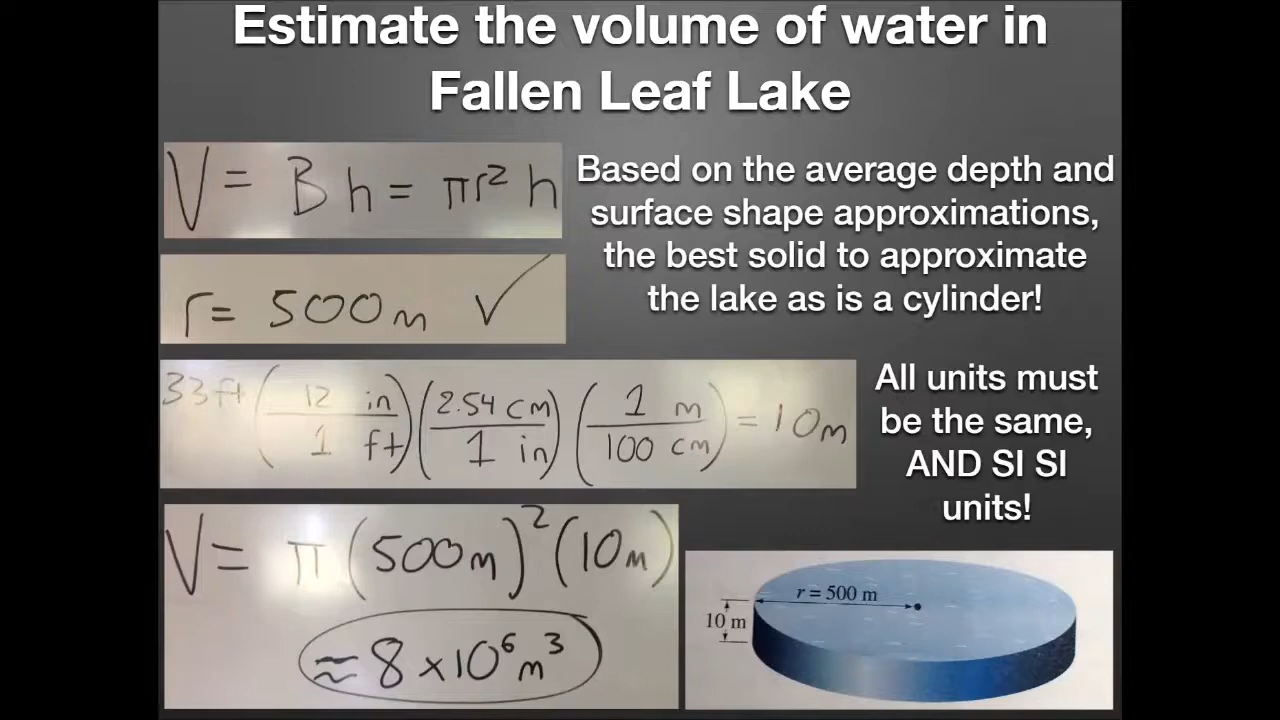 Estimate the volume of water in
Fallen Leaf Lake
V = Bh = πr² h
Based on the average depth and
surface shape approximations,
the best solid to approximate
the lake as is a cylinder!
r = 500m ✓
33ft (12 in / 1 ft) (2.54 cm / 1 in) (1 m / 100 cm) = 10m
All units must
be the same,
AND SI SI
units!
V = π (500m)² (10m)
≈ 8 × 10⁶ m³
r = 500 m
10 m